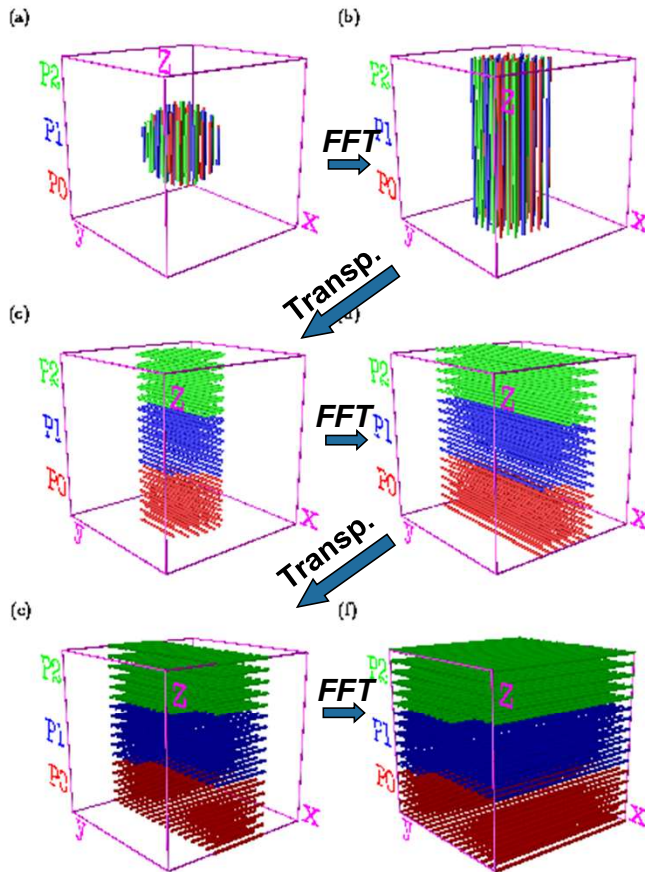 (a)
(b)
Z
P2
P1
P0
y
X
FFT
Z
P2
P1
P0
y
X
Transp.
(c)
Z
P2
P1
P0
y
X
FFT
Z
P2
P1
P0
y
X
Transp.
(e)
(f)
Z
P2
P1
P0
y
X
FFT
Z
P2
P1
P0
y
X